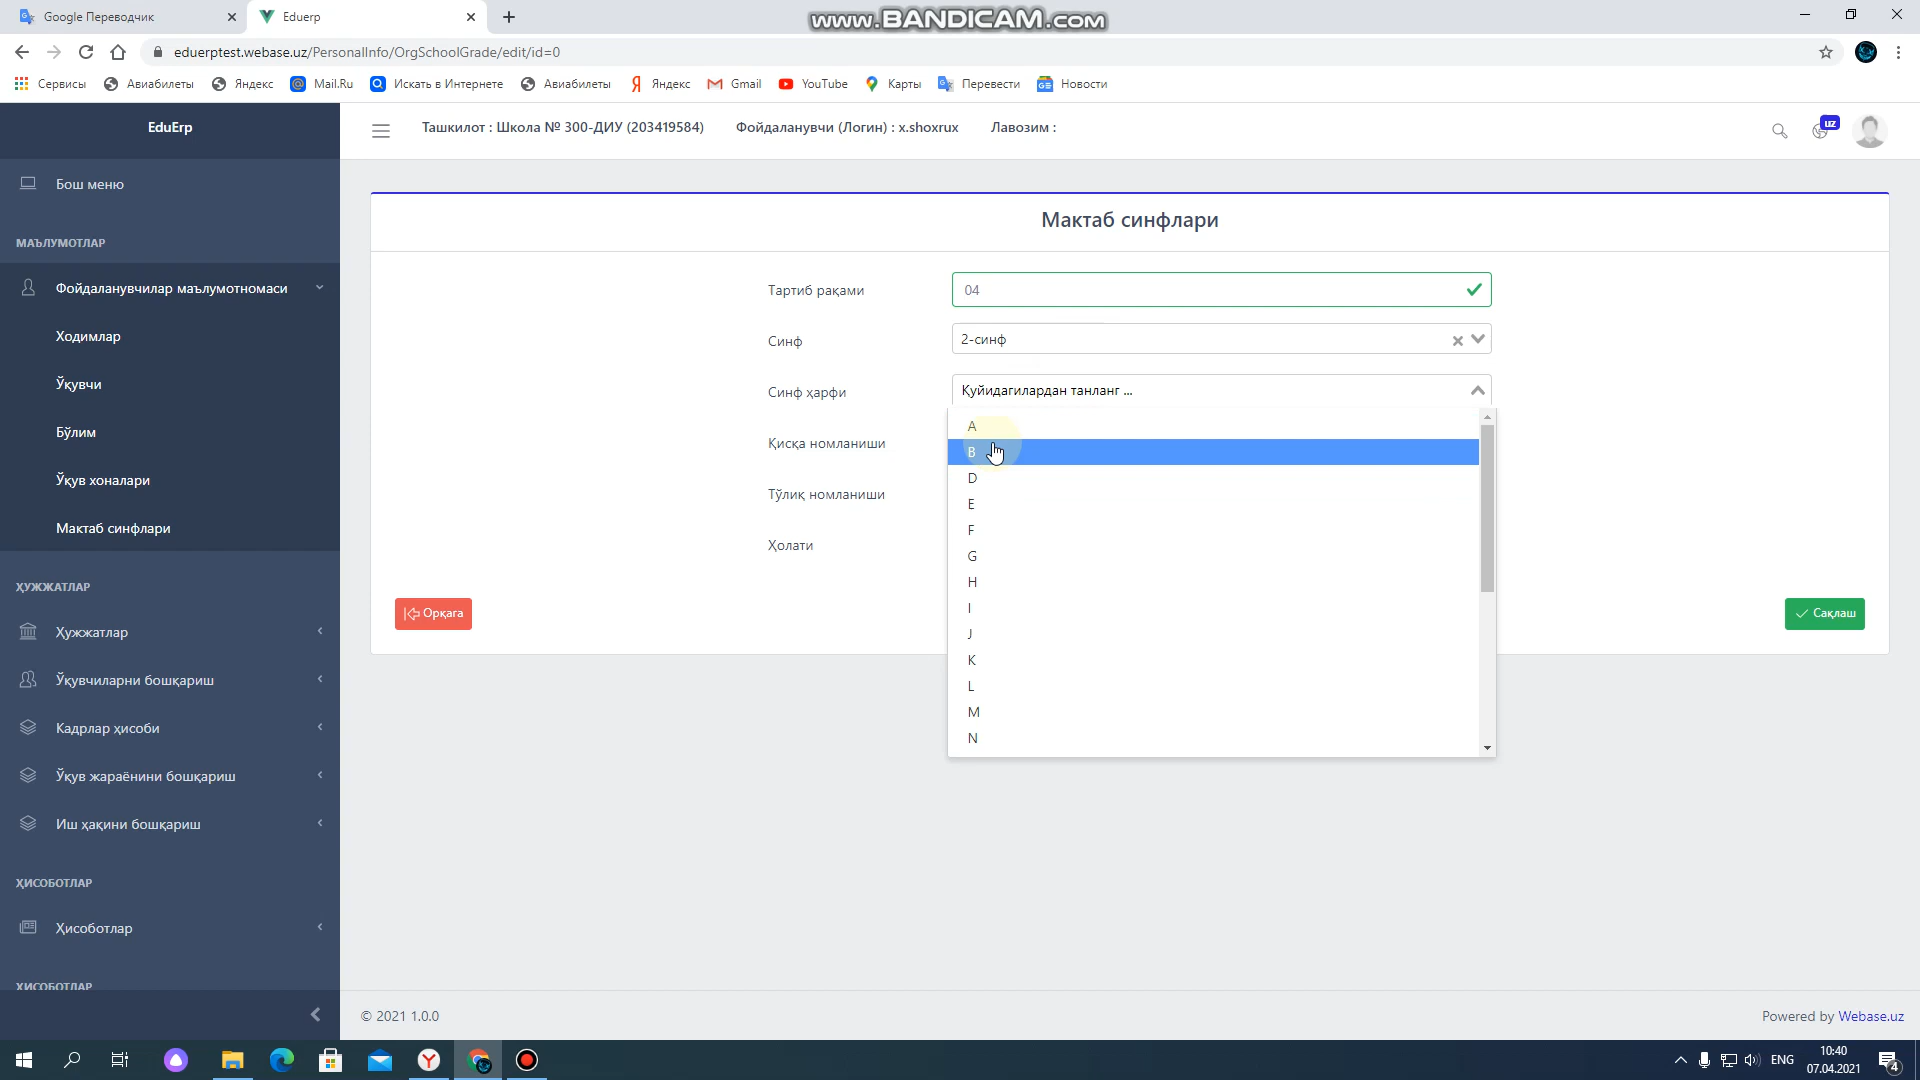 Google Переводчик
Eduerp
www.BANDICAM.com
eduerptest.webase.uz/PersonalInfo/OrgSchoolGrade/edit/id=0
Сервисы
Авиабилеты
Яндекс
Mail.Ru
Искать в Интернете
Авиабилеты
Яндекс
Gmail
YouTube
Карты
Перевести
Новости
EduErp
Ташкилот : Школа № 300-ДИУ (203419584)
Фойдаланувчи (Логин) : x.shoxrux
Лавозим :
uz
Бош меню
МАЪЛУМОТЛАР
Фойдаланувчилар маълумотномаси
Ходимлар
Ўқувчи
Бўлим
Ўқув хоналари
Мактаб синфлари
ҲУЖЖАТЛАР
Ҳужжатлар
Ўқувчиларни бошқариш
Кадрлар ҳисоби
Ўқув жараёнини бошқариш
Иш ҳақини бошқариш
ҲИСОБОТЛАР
Ҳисоботлар
ҲИСОБОТЛАР
Мактаб синфлари
Тартиб рақами
04
Синф
2-синф
Синф ҳарфи
Қуйидагилардан танланг ...
Қисқа номланиши
Тўлиқ номланиши
Ҳолати
A
B
D
E
F
G
H
I
J
K
L
M
N
Орқага
Сақлаш
© 2021 1.0.0
Powered by Webase.uz
ENG
10:40
07.04.2021
4